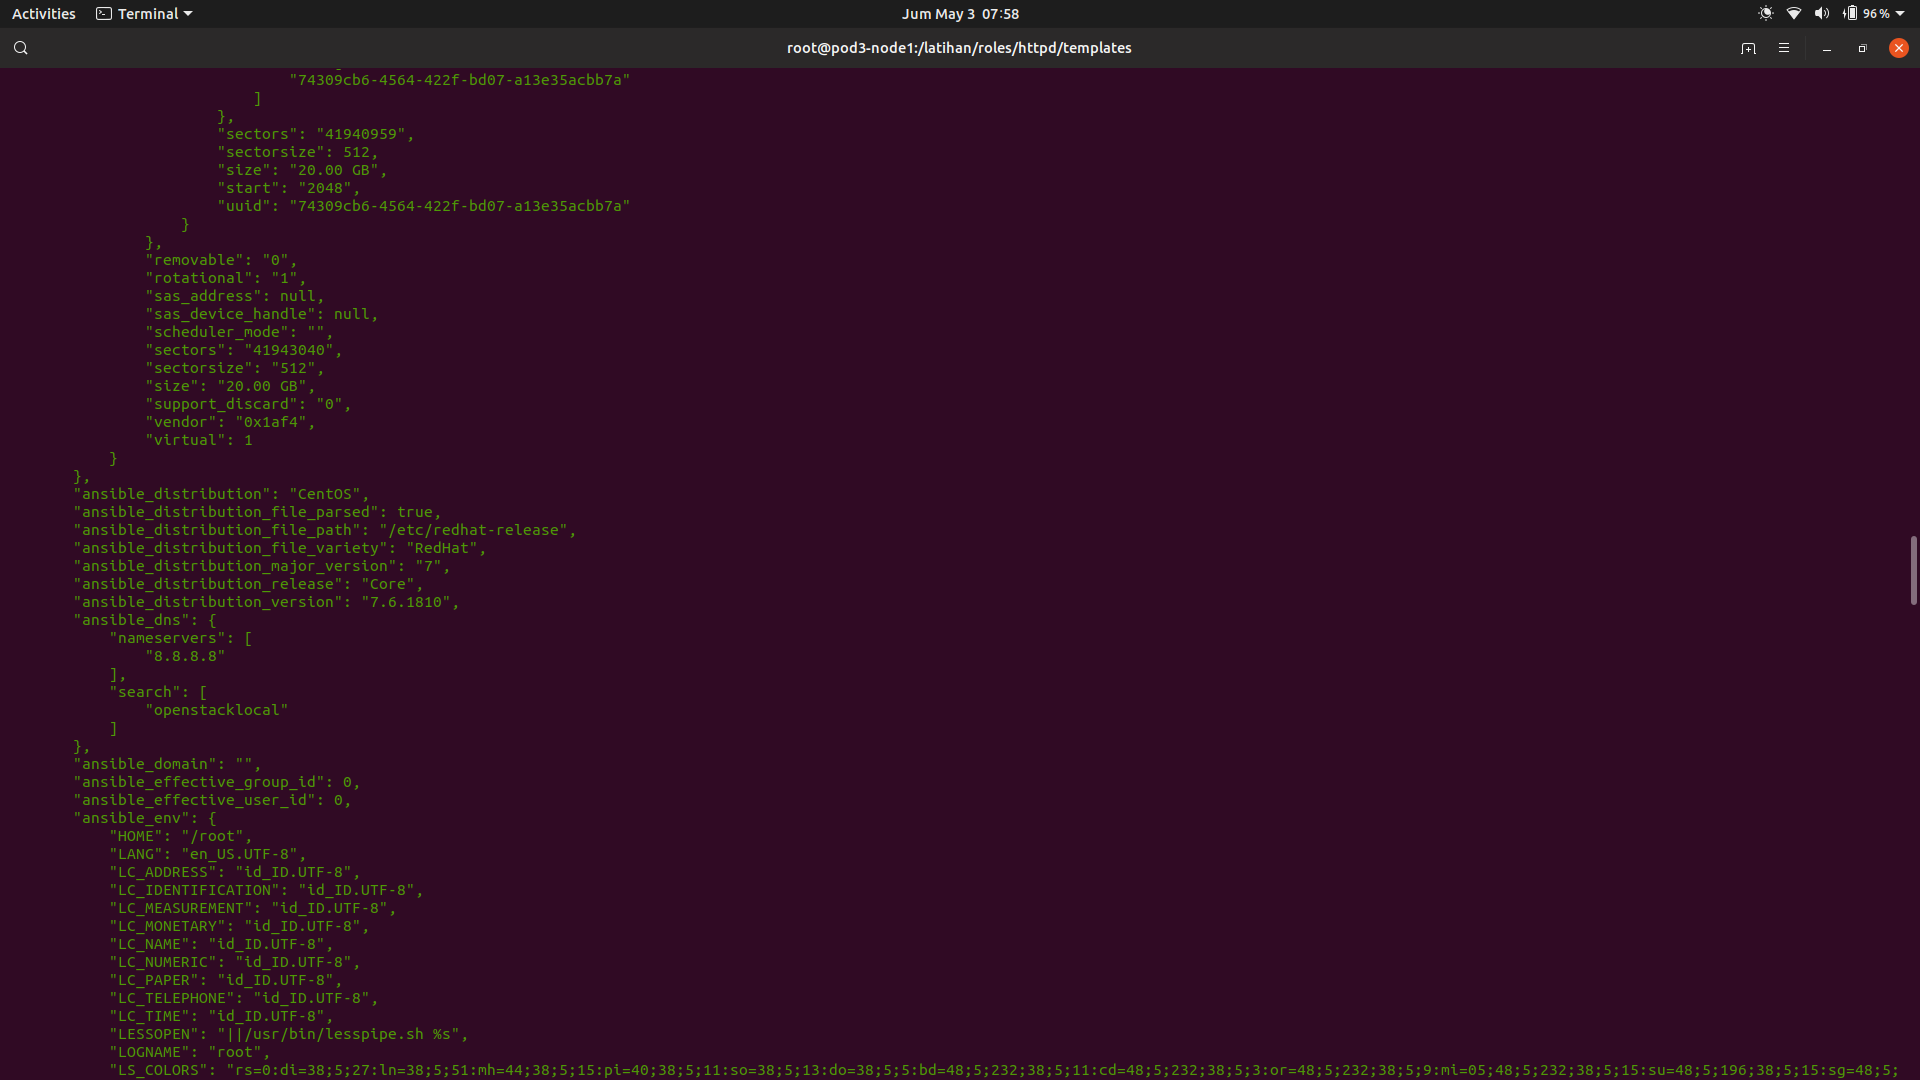 Activities Terminal Jum May 3 07:58 96 %
root@pod3-node1:/latihan/roles/httpd/templates
"74309cb6-4564-422f-bd07-a13e35acbb7a"
]
},
"sectors": "41940959",
"sectorsize": 512,
"size": "20.00 GB",
"start": "2048",
"uuid": "74309cb6-4564-422f-bd07-a13e35acbb7a"
}
},
"removable": "0",
"rotational": "1",
"sas_address": null,
"sas_device_handle": null,
"scheduler_mode": "",
"sectors": "41943040",
"sectorsize": "512",
"size": "20.00 GB",
"support_discard": "0",
"vendor": "0x1af4",
"virtual": 1
}
},
"ansible_distribution": "CentOS",
"ansible_distribution_file_parsed": true,
"ansible_distribution_file_path": "/etc/redhat-release",
"ansible_distribution_file_variety": "RedHat",
"ansible_distribution_major_version": "7",
"ansible_distribution_release": "Core",
"ansible_distribution_version": "7.6.1810",
"ansible_dns": {
"nameservers": [
"8.8.8.8"
],
"search": [
"openstacklocal"
]
},
"ansible_domain": "",
"ansible_effective_group_id": 0,
"ansible_effective_user_id": 0,
"ansible_env": {
"HOME": "/root",
"LANG": "en_US.UTF-8",
"LC_ADDRESS": "id_ID.UTF-8",
"LC_IDENTIFICATION": "id_ID.UTF-8",
"LC_MEASUREMENT": "id_ID.UTF-8",
"LC_MONETARY": "id_ID.UTF-8",
"LC_NAME": "id_ID.UTF-8",
"LC_NUMERIC": "id_ID.UTF-8",
"LC_PAPER": "id_ID.UTF-8",
"LC_TELEPHONE": "id_ID.UTF-8",
"LC_TIME": "id_ID.UTF-8",
"LESSOPEN": "||/usr/bin/lesspipe.sh %s",
"LOGNAME": "root",
"LS_COLORS": "rs=0:di=38;5;27:ln=38;5;51:mh=44;38;5;15:pi=40;38;5;11:so=38;5;13:do=38;5;5:bd=48;5;232;38;5;11:cd=48;5;232;38;5;3:or=48;5;232;38;5;9:mi=05;48;5;232;38;5;15:su=48;5;196;38;5;15:sg=48;5;